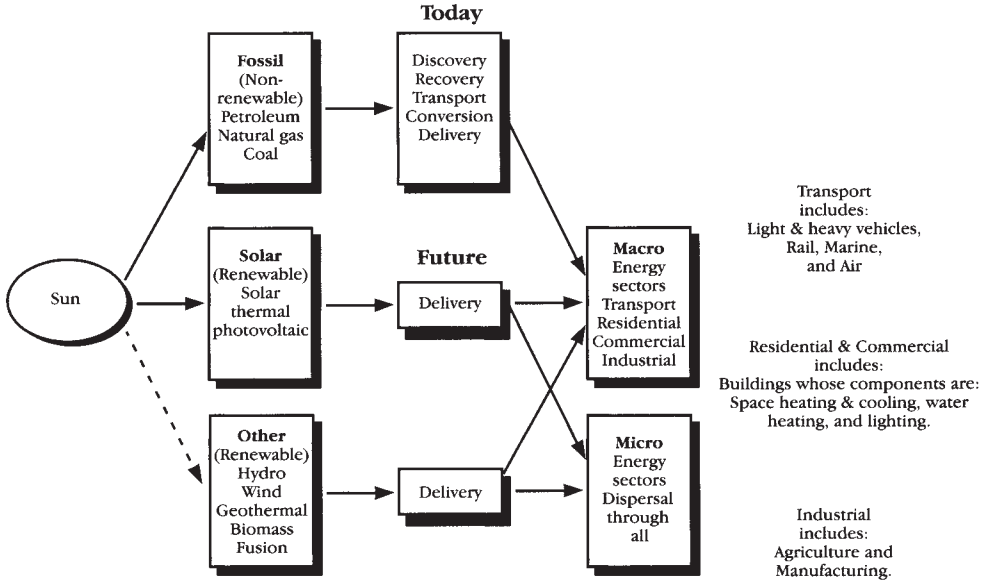 Today
Fossil
(Non-
renewable)
Petroleum
Natural gas
Coal
Discovery
Recovery
Transport
Conversion
Delivery
Sun
Solar
(Renewable)
Solar
thermal
photovoltaic
Future
Delivery
Macro
Energy
sectors
Transport
Residential
Commercial
Industrial
Other
(Renewable)
Hydro
Wind
Geothermal
Biomass
Fusion
Delivery
Micro
Energy
sectors
Dispersal
through
all
Transport
includes:
Light & heavy vehicles,
Rail, Marine,
and Air
Residential & Commercial
includes:
Buildings whose components are:
Space heating & cooling, water
heating, and lighting.
Industrial
includes:
Agriculture and
Manufacturing.